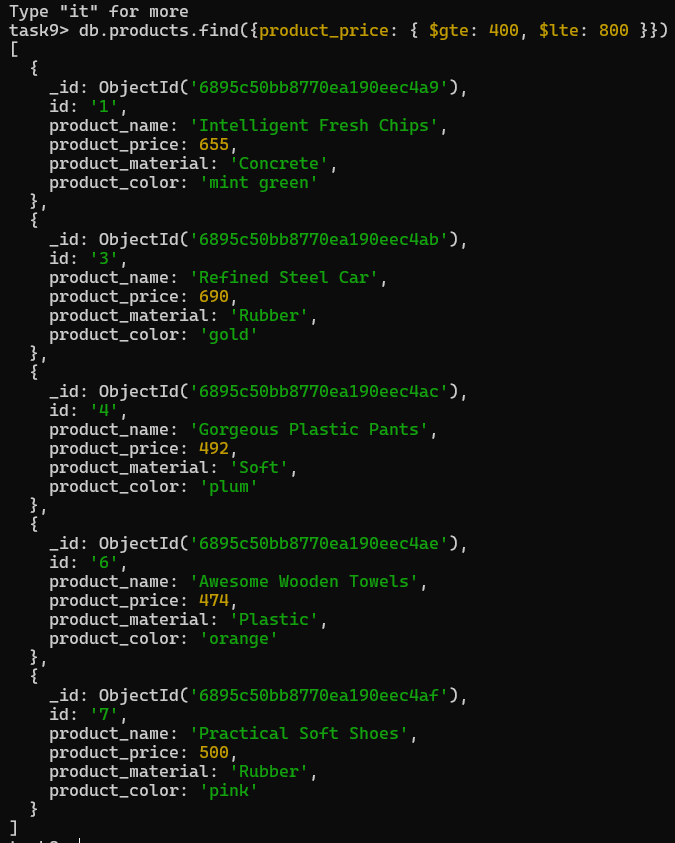 Type "it" for more
task9> db.products.find({product_price: { $gte: 400, $lte: 800 }})
[
  {
    _id: ObjectId('6895c50bb8770ea190eec4a9'),
    id: '1',
    product_name: 'Intelligent Fresh Chips',
    product_price: 655,
    product_material: 'Concrete',
    product_color: 'mint green'
  },
  {
    _id: ObjectId('6895c50bb8770ea190eec4ab'),
    id: '3',
    product_name: 'Refined Steel Car',
    product_price: 690,
    product_material: 'Rubber',
    product_color: 'gold'
  },
  {
    _id: ObjectId('6895c50bb8770ea190eec4ac'),
    id: '4',
    product_name: 'Gorgeous Plastic Pants',
    product_price: 492,
    product_material: 'Soft',
    product_color: 'plum'
  },
  {
    _id: ObjectId('6895c50bb8770ea190eec4ae'),
    id: '6',
    product_name: 'Awesome Wooden Towels',
    product_price: 474,
    product_material: 'Plastic',
    product_color: 'orange'
  },
  {
    _id: ObjectId('6895c50bb8770ea190eec4af'),
    id: '7',
    product_name: 'Practical Soft Shoes',
    product_price: 500,
    product_material: 'Rubber',
    product_color: 'pink'
  }
]